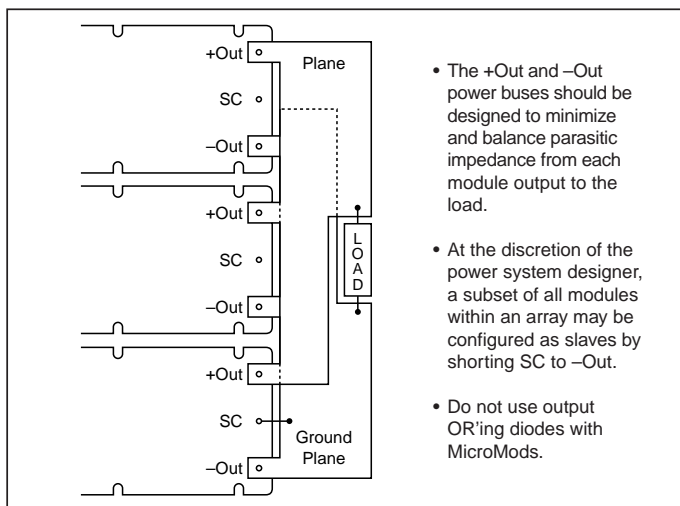 +Out
Plane
SC
–Out
+Out
SC
–Out
LOAD
+Out
SC
Ground
Plane
–Out
• The +Out and –Out
power buses should be
designed to minimize
and balance parasitic
impedance from each
module output to the
load.
• At the discretion of the
power system designer,
a subset of all modules
within an array may be
configured as slaves by
shorting SC to –Out.
• Do not use output
OR'ing diodes with
MicroMods.